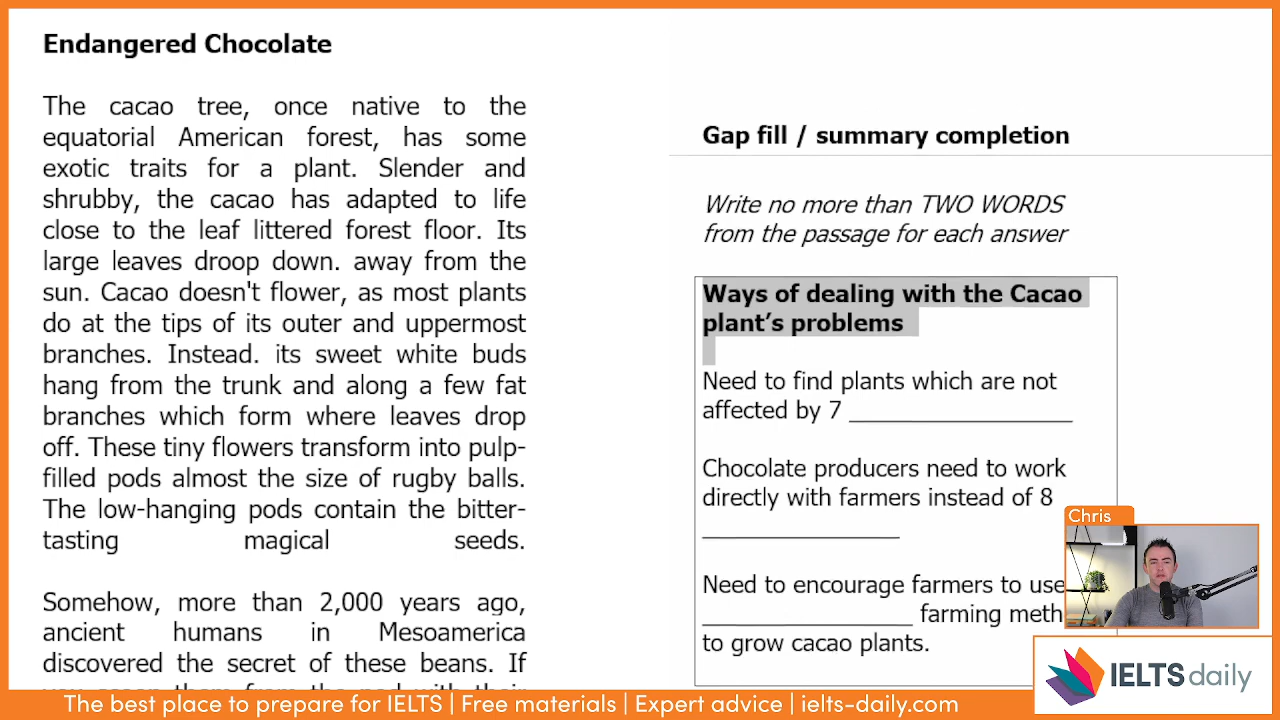 Endangered Chocolate
The cacao tree, once native to the
equatorial American forest, has some
exotic traits for a plant. Slender and
shrubby, the cacao has adapted to life
close to the leaf littered forest floor. Its
large leaves droop down. away from the
sun. Cacao doesn't flower, as most plants
do at the tips of its outer and uppermost
branches. Instead. its sweet white buds
hang from the trunk and along a few fat
branches which form where leaves drop
off. These tiny flowers transform into pulp-
filled pods almost the size of rugby balls.
The low-hanging pods contain the bitter-
tasting magical seeds.
Somehow, more than 2,000 years ago,
ancient humans in Mesoamerica
discovered the secret of these beans. If
Gap fill / summary completion
Write no more than TWO WORDS
from the passage for each answer
Ways of dealing with the Cacao
plant's problems
Need to find plants which are not
affected by 7 ____________________
Chocolate producers need to work
directly with farmers instead of 8
_________________
Need to encourage farmers to use
__________________ farming meth
to grow cacao plants.
Chris
IELTS daily
The best place to prepare for IELTS | Free materials | Expert advice | ielts-daily.com